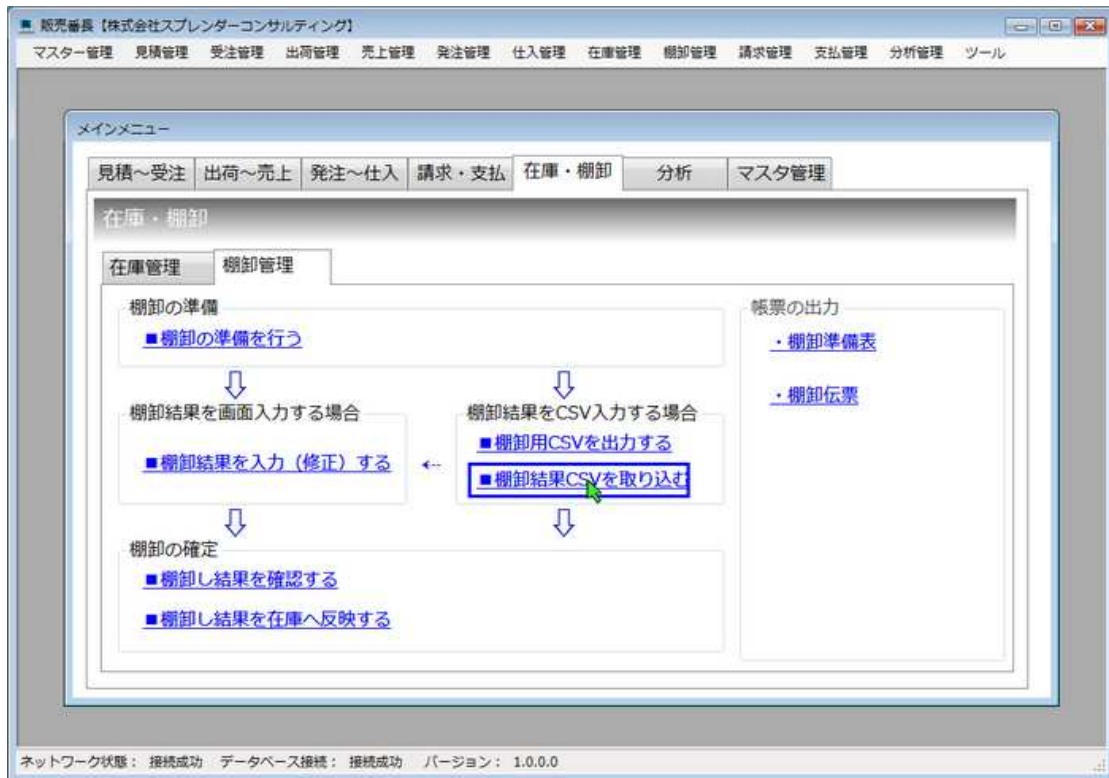 販売番長【株式会社スプレンダーコンサルティング】
マスター管理 見積管理 受注管理 出荷管理 売上管理 発注管理 仕入管理 在庫管理 棚卸管理 請求管理 支払管理 分析管理 ツール
メインメニュー
見積～受注 出荷～売上 発注～仕入 請求・支払 在庫・棚卸 分析 マスタ管理
在庫・棚卸
在庫管理 棚卸管理
棚卸の準備 帳票の出力
■棚卸の準備を行う ・棚卸準備表
・棚卸伝票
棚卸結果を画面入力する場合 棚卸結果をCSV入力する場合
■棚卸用CSVを出力する
■棚卸結果を入力（修正）する
■棚卸結果CSVを取り込む
棚卸の確定
■棚卸し結果を確認する
■棚卸し結果を在庫へ反映する
ネットワーク状態： 接続成功 データベース接続： 接続成功 バージョン： 1.0.0.0